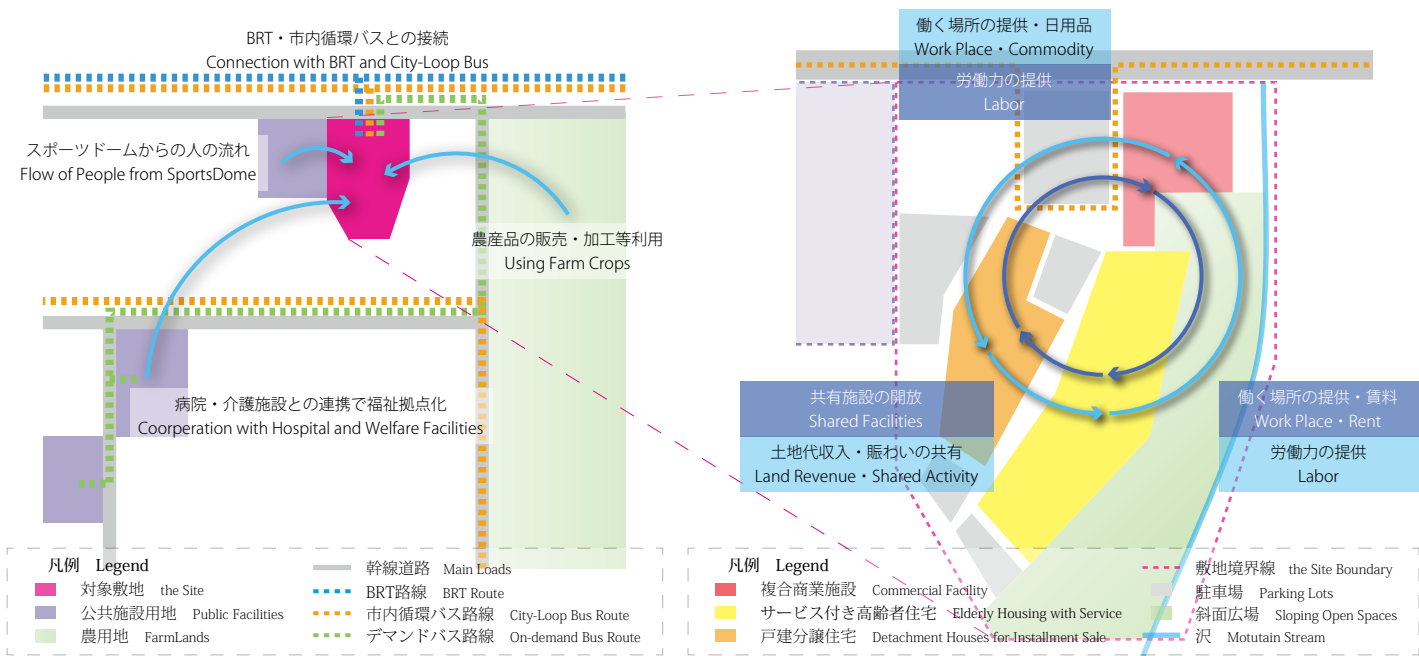 BRT・市内循環バスとの接続
Connection with BRT and City-Loop Bus
スポーツドームからの人の流れ
Flow of People from SportsDome
農産品の販売・加工等利用
Using Farm Crops
病院・介護施設との連携で福祉拠点化
Coorperation with Hospital and Welfare Facilities
凡例 Legend
対象敷地 the Site
公共施設用地 Public Facilities
農用地 FarmLands
幹線道路 Main Loads
BRT路線 BRT Route
市内循環バス路線 City-Loop Bus Route
デマンドバス路線 On-demand Bus Route
働く場所の提供・日用品
Work Place・Commodity
労働力の提供
Labor
共有施設の開放
Shared Facilities
土地代収入・賑わいの共有
Land Revenue・Shared Activity
働く場所の提供・賃料
Work Place・Rent
労働力の提供
Labor
凡例 Legend
複合商業施設 Commercial Facility
サービス付き高齢者住宅 Elderly Housing with Service
戸建分譲住宅 Detachment Houses for Installment Sale
敷地境界線 the Site Boundary
駐車場 Parking Lots
斜面広場 Sloping Open Spaces
沢 Motutain Stream